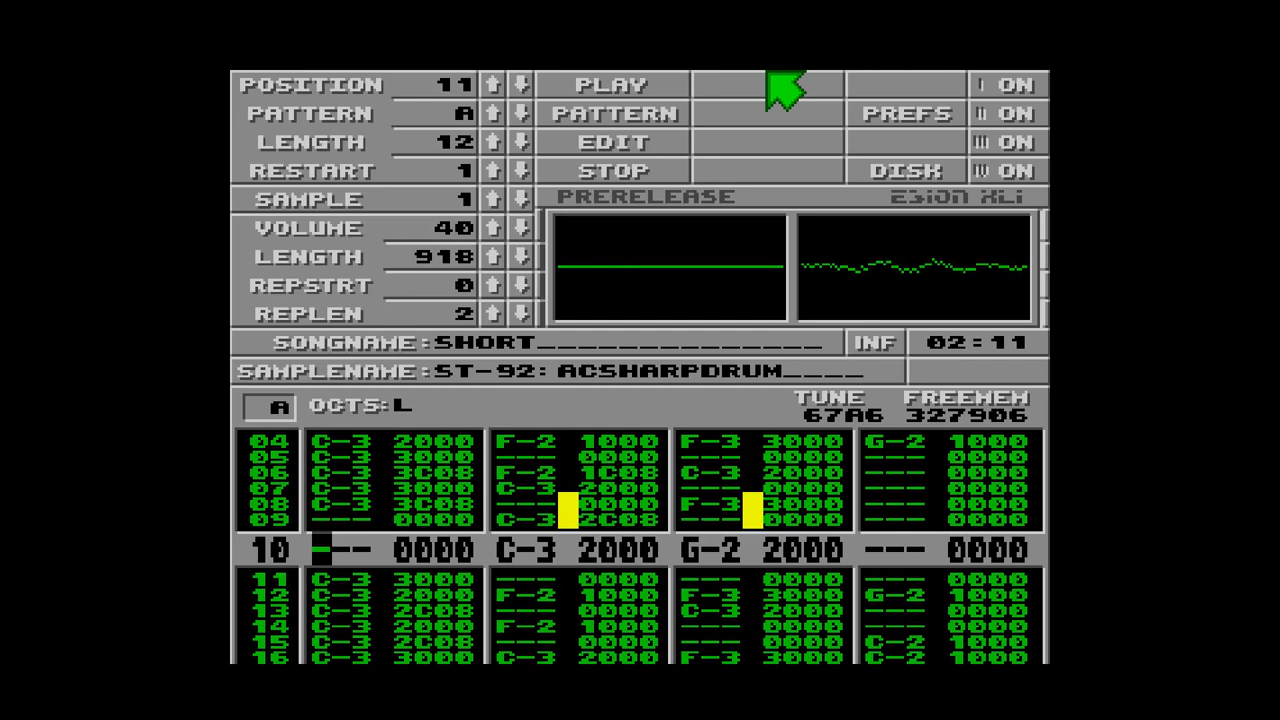 POSITION 11 PLAY I ON
PATTERN A PATTERN PREFS II ON
LENGTH 12 EDIT III ON
RESTART 1 STOP DISK IV ON
SAMPLE 1 PRERELEASE
VOLUME 40
LENGTH 918
REPSTRT 0
REPLEN 2
SONGNAME:SHORT______________ INF 02:11
SAMPLENAME:ST-92: ACSHARPDRUM____
A OCTS:L TUNE FREEMEM
67A6 327906
04 C-3 2000 F-2 1000 F-3 3000 G-2 1000
05 C-3 3000 --- 0000 --- 0000 --- 0000
06 C-3 3C08 F-2 1C08 C-3 2000 --- 0000
07 C-3 3000 C-3 2000 --- 0000 --- 0000
08 C-3 3C08 --- 0000 F-3 3000 --- 0000
09 --- 0000 C-3 2C08 --- 0000 --- 0000
10 --- 0000 C-3 2000 G-2 2000 --- 0000
11 C-3 3000 --- 0000 --- 0000 --- 0000
12 C-3 2000 F-2 1000 F-3 3000 G-2 1000
13 C-3 2C08 --- 0000 C-3 2000 --- 0000
14 C-3 2000 F-2 1000 --- 0000 --- 0000
15 C-3 2C08 --- 0000 --- 0000 C-2 1000
16 C-3 3000 C-3 2000 F-3 3000 C-2 1000